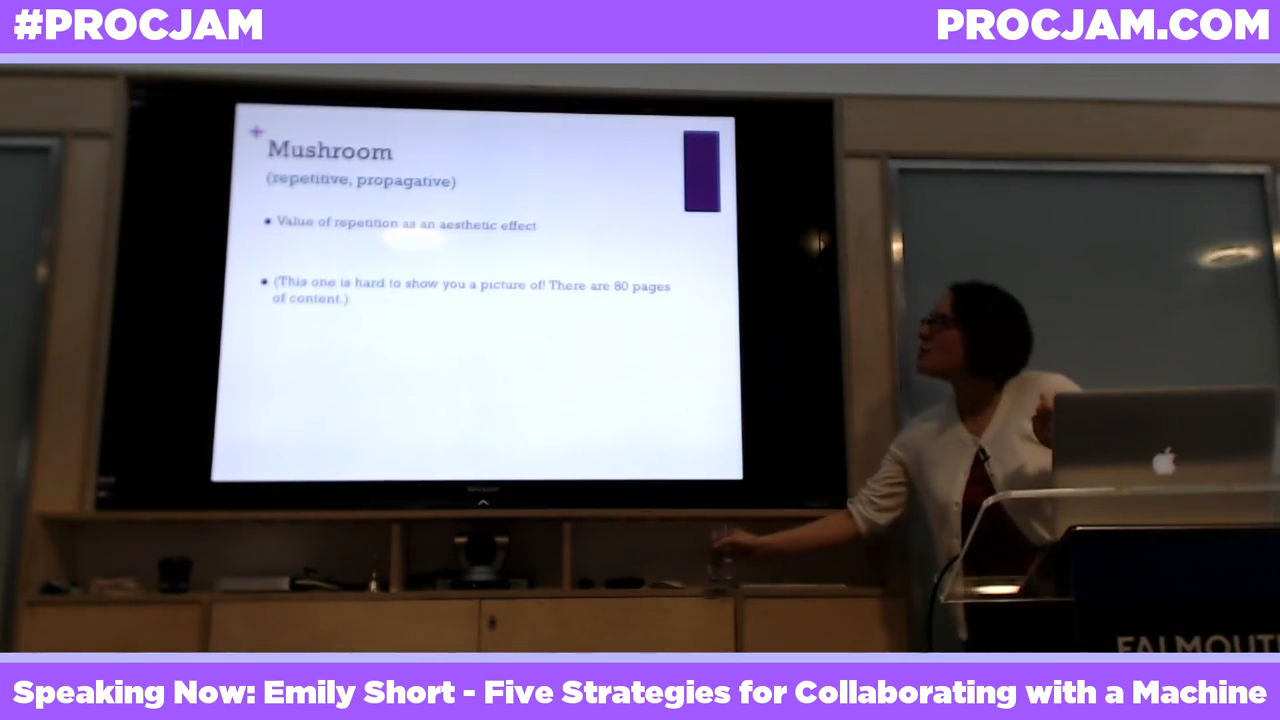 #PROCJAM
PROCJAM.COM
Mushroom
(repetitive, propagative)
• Value of repetition as an aesthetic effect
• (This one is hard to show you a picture of! There are 80 pages
of content.)
SHARP
FALMOUT
Speaking Now: Emily Short - Five Strategies for Collaborating with a Machine